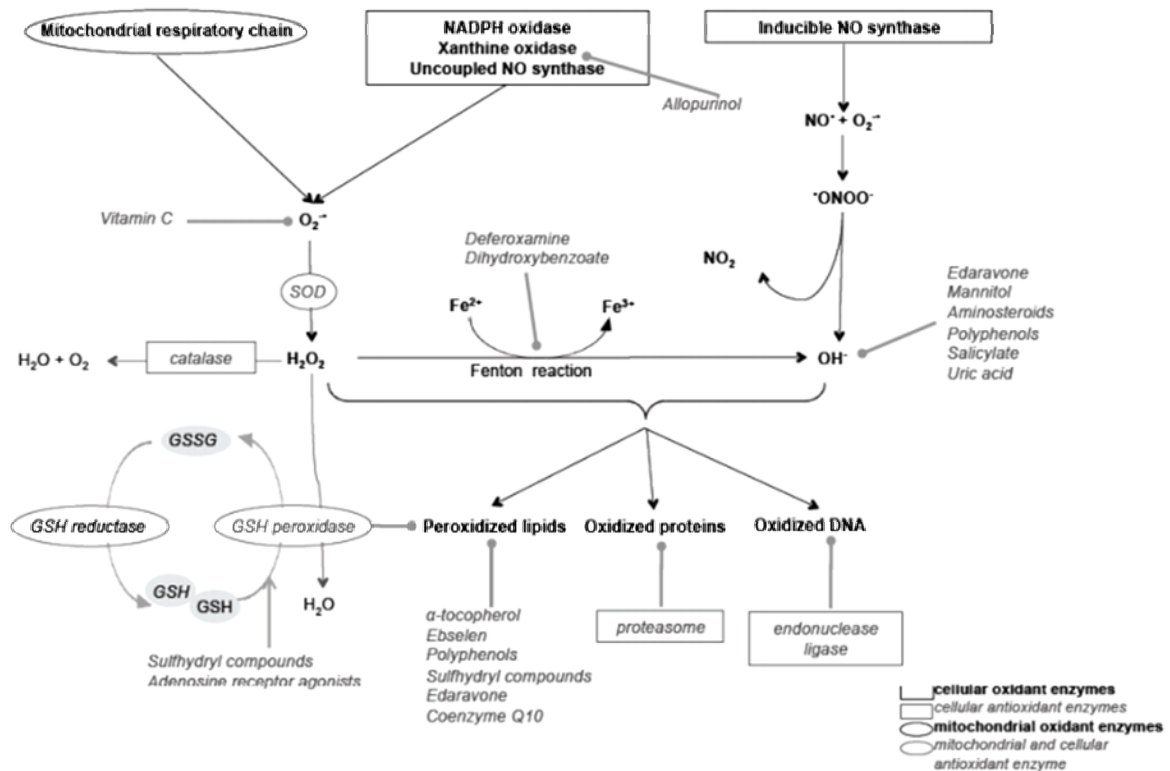 Mitochondrial respiratory chain
NADPH oxidase
Xanthine oxidase
Uncoupled NO synthase
Inducible NO synthase
Allopurinol
NO• + O₂•⁻
•ONOO⁻
Vitamin C
O₂•⁻
Deferoxamine
Dihydroxybenzoate
NO₂
SOD
Fe²⁺
Fe³⁺
Edaravone
Mannitol
Aminosteroids
Polyphenols
Salicylate
Uric acid
H₂O + O₂
catalase
H₂O₂
Fenton reaction
OH•
GSSG
GSH reductase
GSH peroxidase
Peroxidized lipids
Oxidized proteins
Oxidized DNA
GSH
GSH
H₂O
α-tocopherol
Ebselen
Polyphenols
Sulfhydryl compounds
Edaravone
Coenzyme Q10
proteasome
endonuclease
ligase
Sulfhydryl compounds
Adenosine receptor agonists
cellular oxidant enzymes
cellular antioxidant enzymes
mitochondrial oxidant enzymes
mitochondrial and cellular
antioxidant enzyme